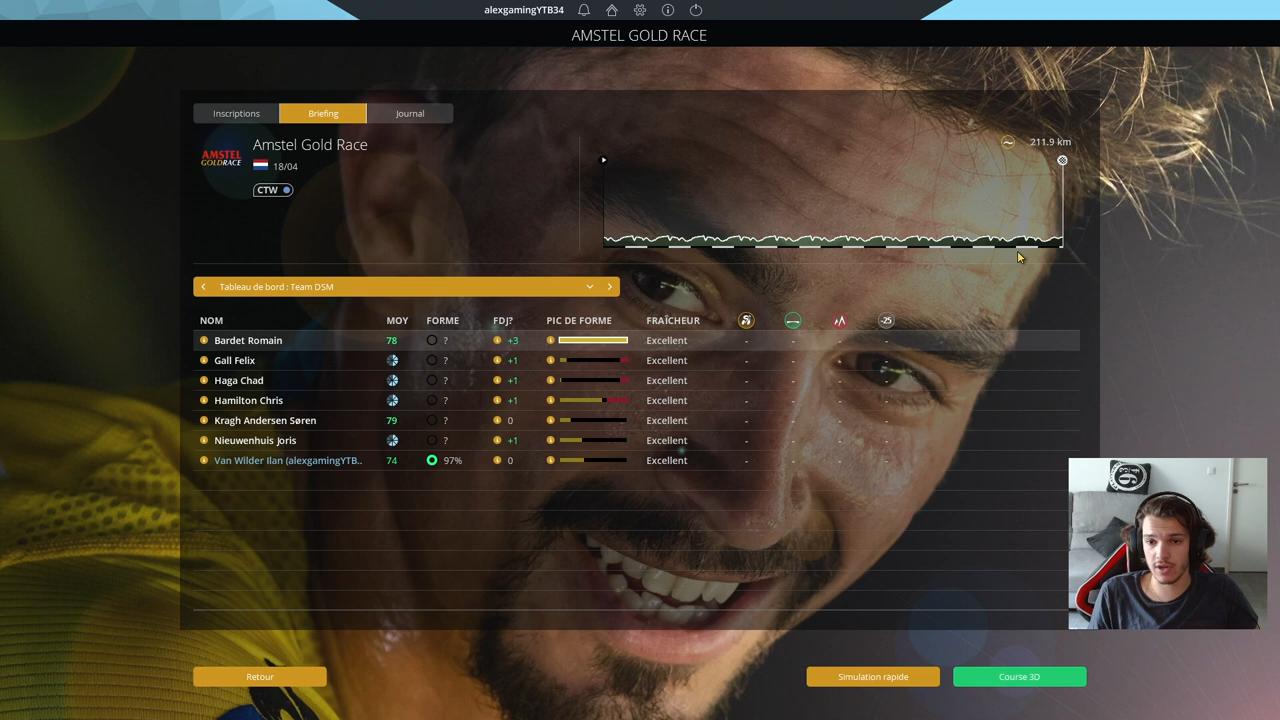 alexgamingYTB34
AMSTEL GOLD RACE
Inscriptions Briefing Journal
AMSTEL
GOLDRACE
Amstel Gold Race
18/04
CTW
211.9 km
Tableau de bord : Team DSM
NOM MOY FORME FDJ? PIC DE FORME FRAÎCHEUR -25
Bardet Romain 78 ? +3 Excellent - - - -
Gall Felix ? +1 Excellent - - - -
Haga Chad ? +1 Excellent - - - -
Hamilton Chris ? +1 Excellent - - - -
Kragh Andersen Søren 79 ? 0 Excellent - - - -
Nieuwenhuis Joris ? +1 Excellent - - - -
Van Wilder Ilan (alexgamingYTB.. 74 97% 0 Excellent - - - -
Retour Simulation rapide Course 3D